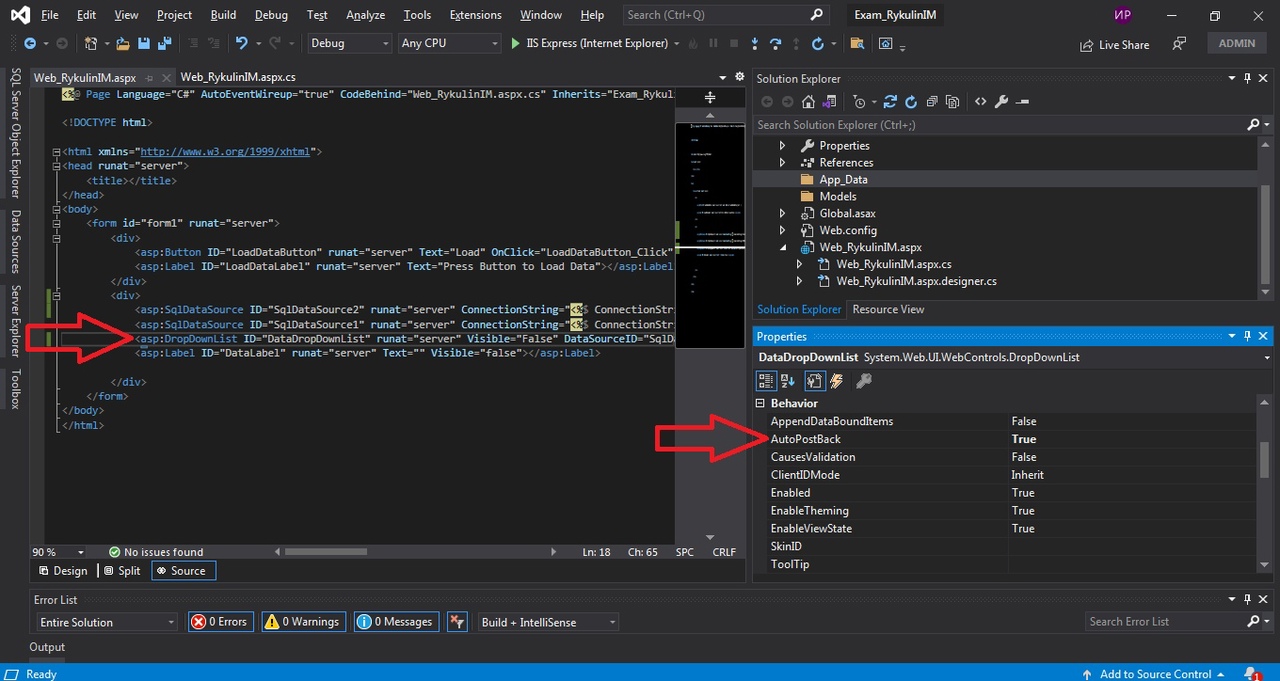 File Edit View Project Build Debug Test Analyze Tools Extensions Window Help Search (Ctrl+Q) Exam_RykulinIM ИР
Debug Any CPU IIS Express (Internet Explorer) Live Share ADMIN
SQL Server Object Explorer
Data Sources
Server Explorer
Toolbox
Web_RykulinIM.aspx Web_RykulinIM.aspx.cs
<%@ Page Language="C#" AutoEventWireup="true" CodeBehind="Web_RykulinIM.aspx.cs" Inherits="Exam_Rykuli
<!DOCTYPE html>
<html xmlns="http://www.w3.org/1999/xhtml">
<head runat="server">
<title></title>
</head>
<body>
<form id="form1" runat="server">
<div>
<asp:Button ID="LoadDataButton" runat="server" Text="Load" OnClick="LoadDataButton_Click"
<asp:Label ID="LoadDataLabel" runat="server" Text="Press Button to Load Data"></asp:Label
</div>
<div>
<asp:SqlDataSource ID="SqlDataSource2" runat="server" ConnectionString="<%$ ConnectionStr
<asp:SqlDataSource ID="SqlDataSource1" runat="server" ConnectionString="<%$ ConnectionStr
<asp:DropDownList ID="DataDropDownList" runat="server" Visible="False" DataSourceID="SqlDa
<asp:Label ID="DataLabel" runat="server" Text="" Visible="false"></asp:Label>
</div>
</form>
</body>
</html>
90 % No issues found Ln: 18 Ch: 65 SPC CRLF
Design Split Source
Solution Explorer
Search Solution Explorer (Ctrl+;)
Properties
References
App_Data
Models
Global.asax
Web.config
Web_RykulinIM.aspx
Web_RykulinIM.aspx.cs
Web_RykulinIM.aspx.designer.cs
Solution Explorer Resource View
Properties
DataDropDownList System.Web.UI.WebControls.DropDownList
Behavior
AppendDataBoundItems False
AutoPostBack True
CausesValidation False
ClientIDMode Inherit
Enabled True
EnableTheming True
EnableViewState True
SkinID
ToolTip
Error List
Entire Solution 0 Errors 0 Warnings 0 Messages Build + IntelliSense Search Error List
Output
Ready Add to Source Control 1